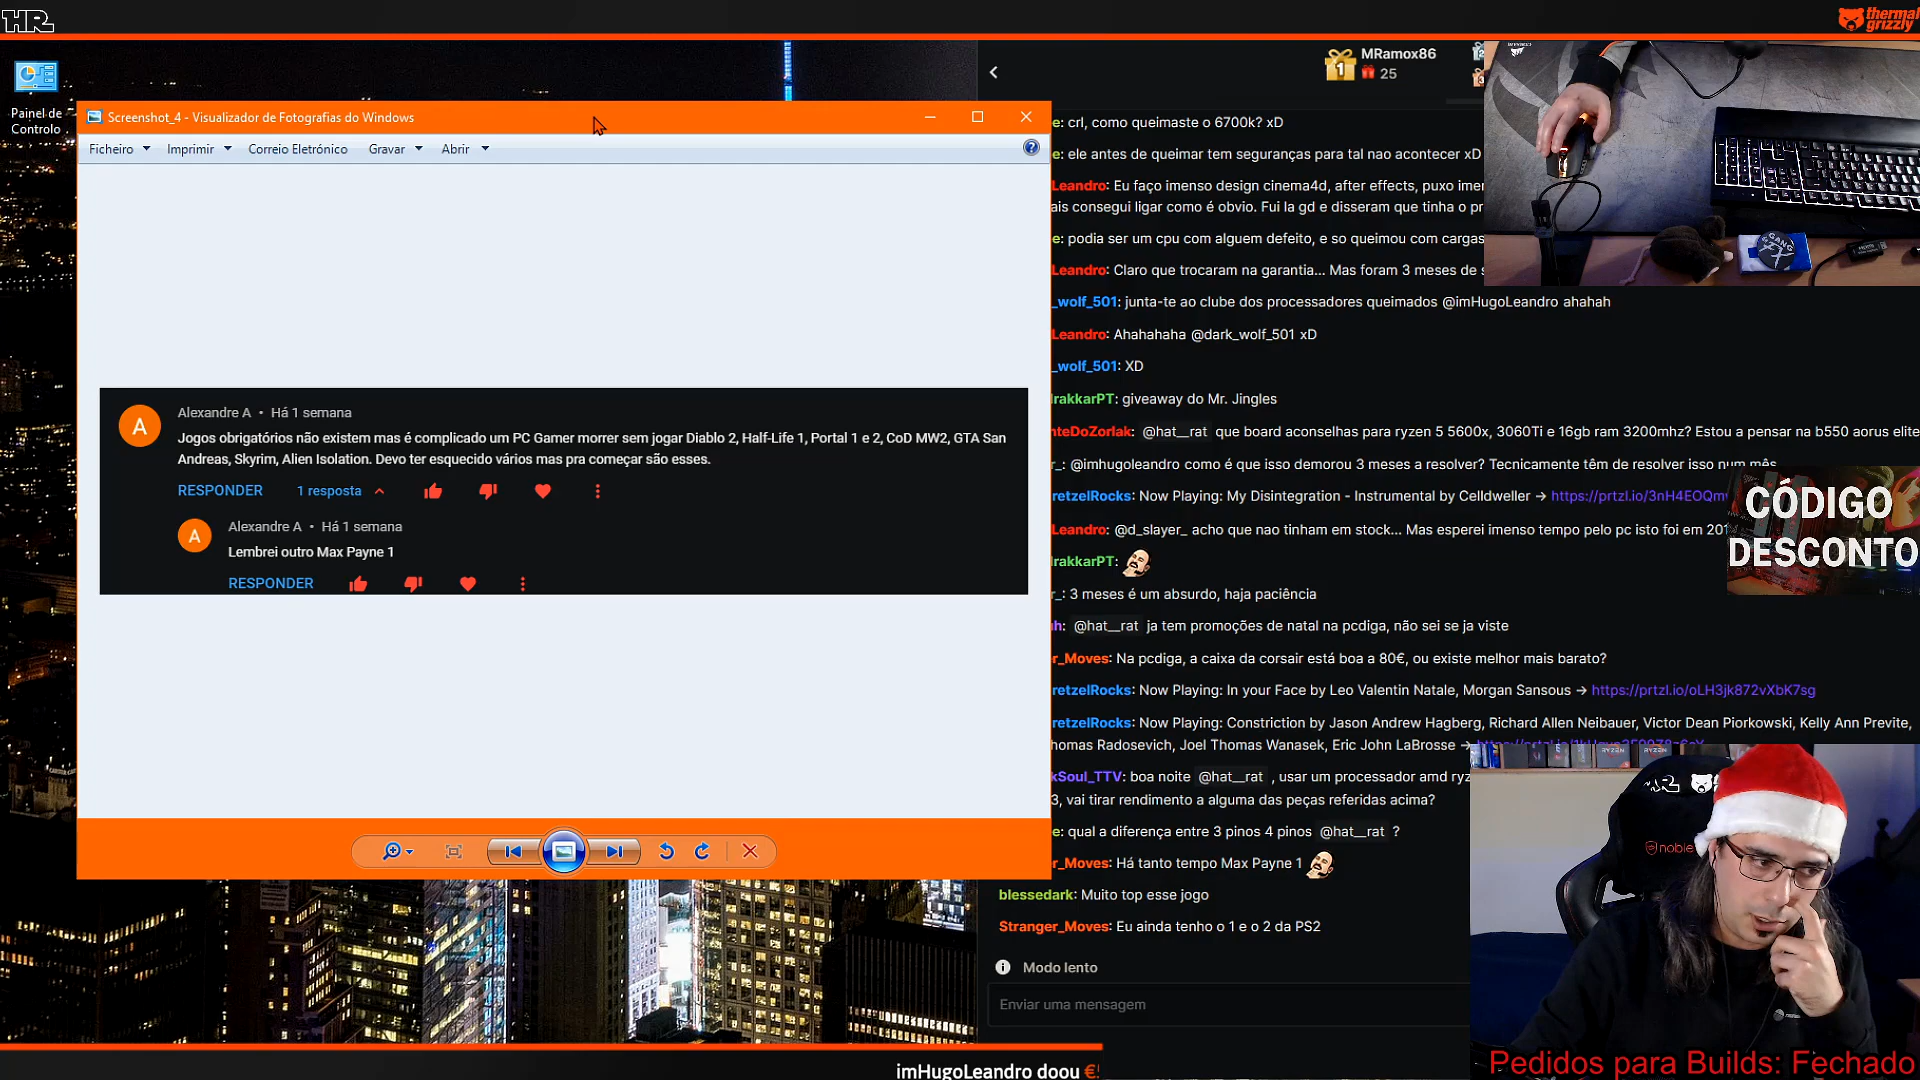 HR.
thermal
grizzly
Painel de
Controlo
Screenshot_4 - Visualizador de Fotografias do Windows
Ficheiro
Imprimir
Correio Eletrónico
Gravar
Abrir
A
Alexandre A • Há 1 semana
Jogos obrigatórios não existem mas é complicado um PC Gamer morrer sem jogar Diablo 2, Half-Life 1, Portal 1 e 2, CoD MW2, GTA San
Andreas, Skyrim, Alien Isolation. Devo ter esquecido vários mas pra começar são esses.
RESPONDER
1 resposta
A
Alexandre A • Há 1 semana
Lembrei outro Max Payne 1
RESPONDER
MRamox86
1
25
e: crl, como queimaste o 6700k? xD
e: ele antes de queimar tem seguranças para tal nao acontecer xD
Leandro: Eu faço imenso design cinema4d, after effects, puxo imen
ais consegui ligar como é obvio. Fui la gd e disseram que tinha o pr
e: podia ser um cpu com alguem defeito, e so queimou com cargas
Leandro: Claro que trocaram na garantia... Mas foram 3 meses de
_wolf_501: junta-te ao clube dos processadores queimados @imHugoLeandro ahahah
Leandro: Ahahahaha @dark_wolf_501 xD
_wolf_501: XD
rakkarPT: giveaway do Mr. Jingles
nteDoZorlak: @hat__rat que board aconselhas para ryzen 5 5600x, 3060Ti e 16gb ram 3200mhz? Estou a pensar na b550 aorus elite
r_: @imhugoleandro como é que isso demorou 3 meses a resolver? Tecnicamente têm de resolver isso num mês
retzelRocks: Now Playing: My Disintegration - Instrumental by Celldweller → https://prtzl.io/3nH4EOQm
Leandro: @d_slayer_ acho que nao tinham em stock... Mas esperei imenso tempo pelo pc isto foi em 201
rakkarPT:
r_: 3 meses é um absurdo, haja paciência
h: @hat__rat ja tem promoções de natal na pcdiga, não sei se ja viste
r_Moves: Na pcdiga, a caixa da corsair está boa a 80€, ou existe melhor mais barato?
retzelRocks: Now Playing: In your Face by Leo Valentin Natale, Morgan Sansous → https://prtzl.io/oLH3jk872vXbK7sg
retzelRocks: Now Playing: Constriction by Jason Andrew Hagberg, Richard Allen Neibauer, Victor Dean Piorkowski, Kelly Ann Previte,
homas Radosevich, Joel Thomas Wanasek, Eric John LaBrosse →
kSoul_TTV: boa noite @hat__rat , usar um processador amd ryz
3, vai tirar rendimento a alguma das peças referidas acima?
e: qual a diferença entre 3 pinos 4 pinos @hat__rat ?
r_Moves: Há tanto tempo Max Payne 1
blessedark: Muito top esse jogo
Stranger_Moves: Eu ainda tenho o 1 e o 2 da PS2
Modo lento
Enviar uma mensagem
GANG
CÓDIGO
DESCONTO
RYZEN
RYZEN
noble
imHugoLeandro doou €
Pedidos para Builds: Fechado